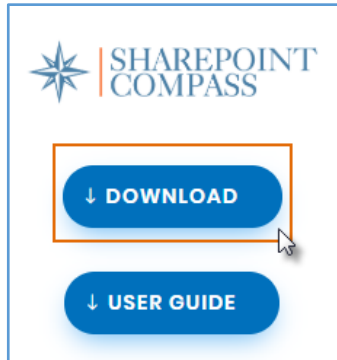 SHAREPOINT
COMPASS
↓ DOWNLOAD
↓ USER GUIDE